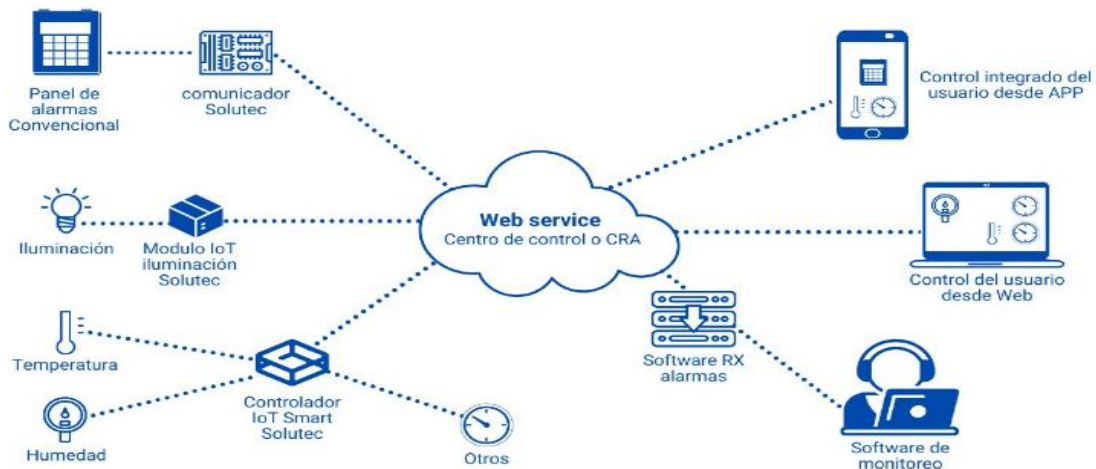 Panel de
alarmas
Convencional
comunicador
Solutec
Control integrado del
usuario desde APP
Web service
Centro de control o CRA
Iluminación
Modulo IoT
iluminación
Solutec
Control del usuario
desde Web
Temperatura
Software RX
alarmas
Controlador
IoT Smart
Solutec
Humedad
Otros
Software de
monitoreo